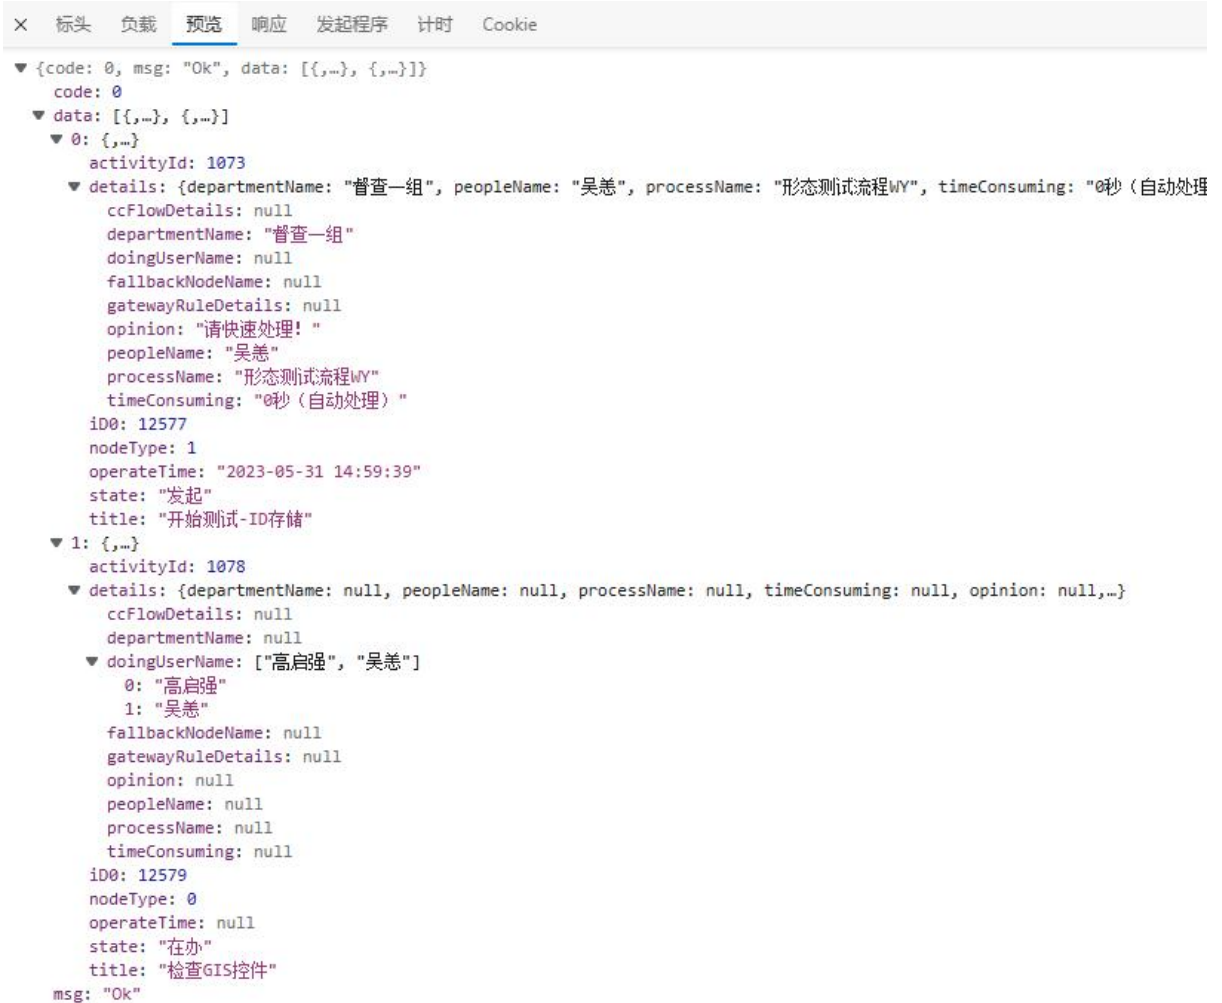 × 标头 负载 预览 响应 发起程序 计时 Cookie
▼ {code: 0, msg: "Ok", data: [{,…}, {,…}]}
code: 0
▼ data: [{,…}, {,…}]
▼ 0: {,…}
activityId: 1073
▼ details: {departmentName: "督查一组", peopleName: "吴恙", processName: "形态测试流程WY", timeConsuming: "0秒（自动处理
ccFlowDetails: null
departmentName: "督查一组"
doingUserName: null
fallbackNodeName: null
gatewayRuleDetails: null
opinion: "请快速处理！"
peopleName: "吴恙"
processName: "形态测试流程WY"
timeConsuming: "0秒（自动处理）"
iD0: 12577
nodeType: 1
operateTime: "2023-05-31 14:59:39"
state: "发起"
title: "开始测试-ID存储"
▼ 1: {,…}
activityId: 1078
▼ details: {departmentName: null, peopleName: null, processName: null, timeConsuming: null, opinion: null,…}
ccFlowDetails: null
departmentName: null
▼ doingUserName: ["高启强", "吴恙"]
0: "高启强"
1: "吴恙"
fallbackNodeName: null
gatewayRuleDetails: null
opinion: null
peopleName: null
processName: null
timeConsuming: null
iD0: 12579
nodeType: 0
operateTime: null
state: "在办"
title: "检查GIS控件"
msg: "Ok"